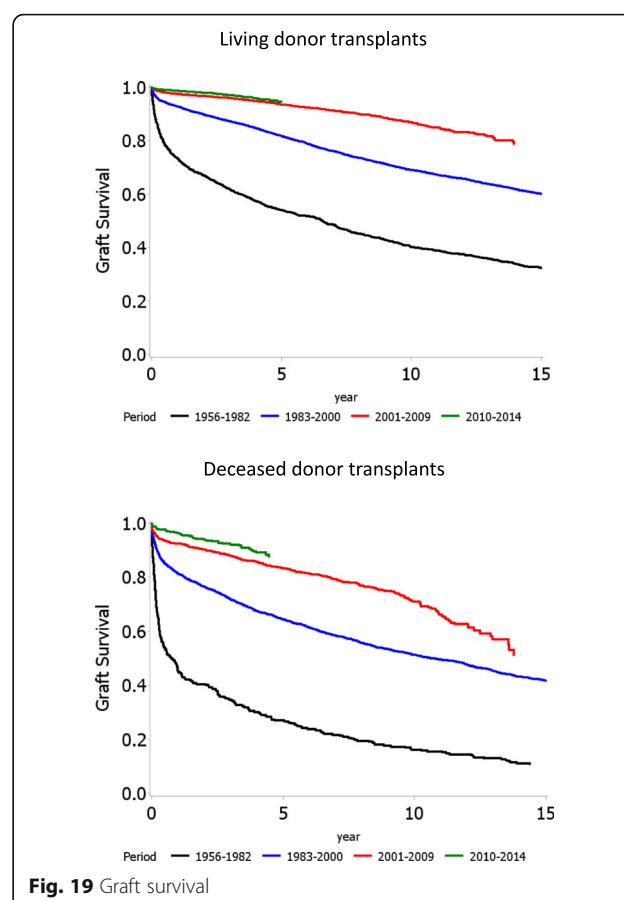 Living donor transplants
1.0
0.8
0.6
0.4
0.2
0.0
Graft Survival
0 5 10 15
year
Period 1956-1982 1983-2000 2001-2009 2010-2014
Deceased donor transplants
1.0
0.8
0.6
0.4
0.2
0.0
Graft Survival
0 5 10 15
year
Period 1956-1982 1983-2000 2001-2009 2010-2014
Fig. 19 Graft survival